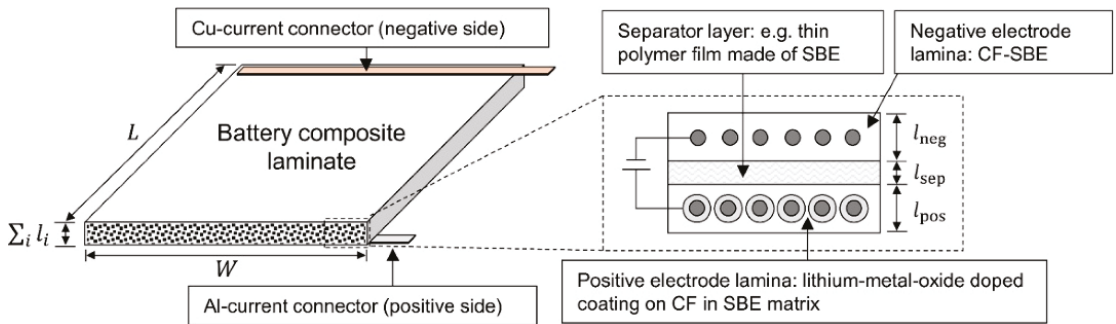 Cu-current connector (negative side)
Separator layer: e.g. thin
polymer film made of SBE
Negative electrode
lamina: CF-SBE
L
Battery composite
laminate
l_neg
l_sep
l_pos
∑_i l_i
W
Al-current connector (positive side)
Positive electrode lamina: lithium-metal-oxide doped
coating on CF in SBE matrix